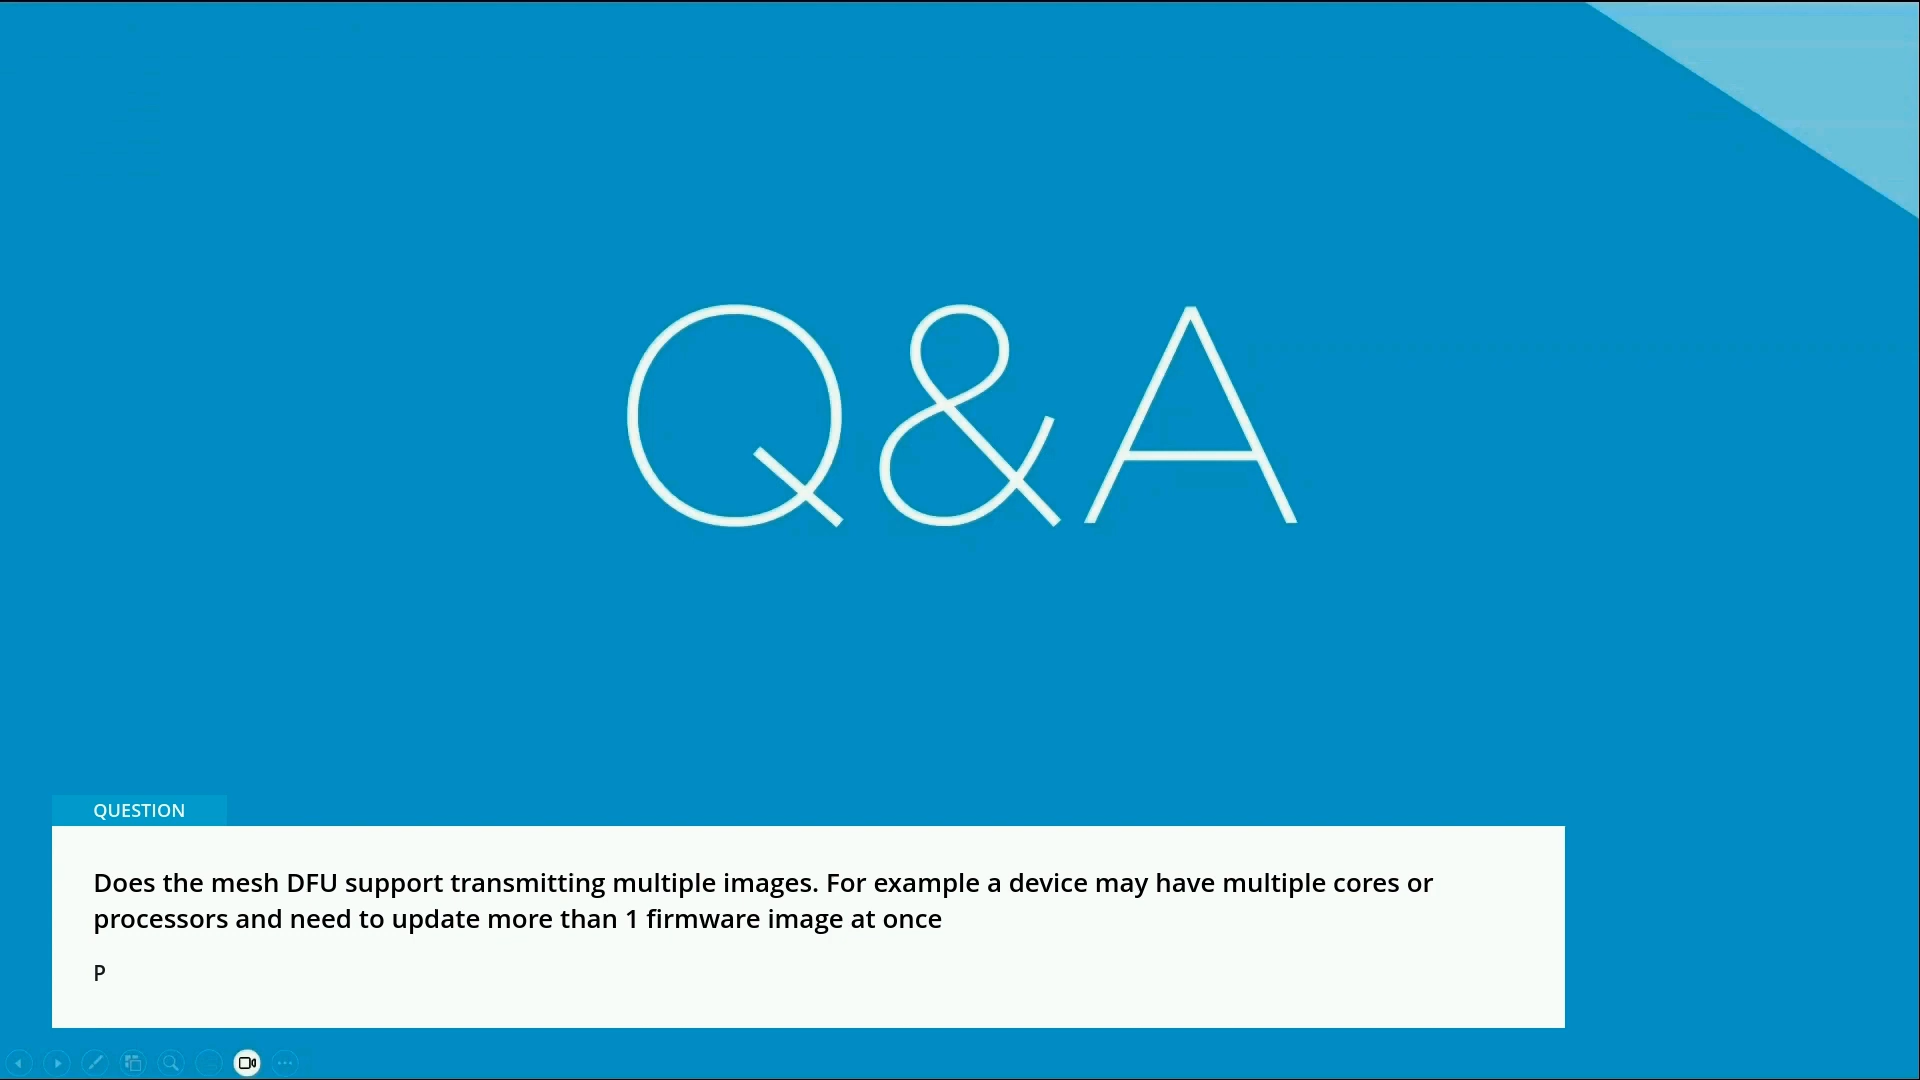 Q&A
QUESTION
Does the mesh DFU support transmitting multiple images. For example a device may have multiple cores or
processors and need to update more than 1 firmware image at once
P